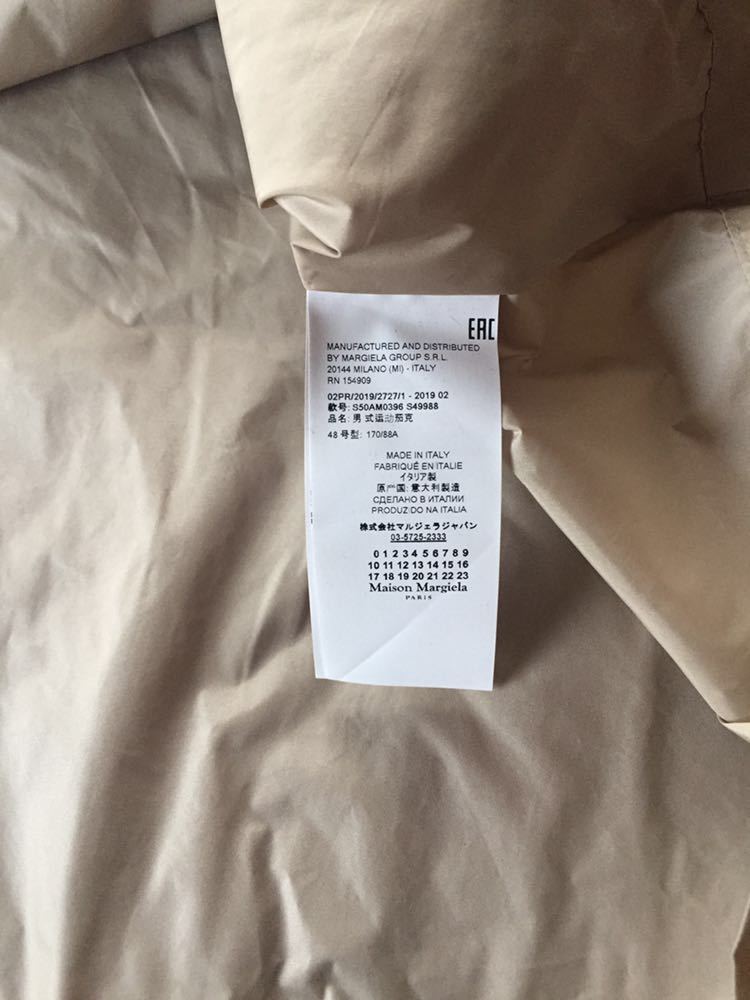 EAC
MANUFACTURED AND DISTRIBUTED
BY MARGIELA GROUP S.R.L.
20144 MILANO (MI) - ITALY
RN 154909
02PR/2019/2727/1 - 2019 02
款号: S50AM0396 S49988
品名: 男 式运动茄克
48 号型: 170/88A
MADE IN ITALY
FABRIQUÉ EN ITALIE
イタリア製
原产国: 意大利製造
СДЕЛАНО В ИТАЛИИ
PRODUZIDO NA ITALIA
株式会社マルジェラジャパン
03-5725-2333
0 1 2 3 4 5 6 7 8 9
10 11 12 13 14 15 16
17 18 19 20 21 22 23
Maison Margiela
PARIS